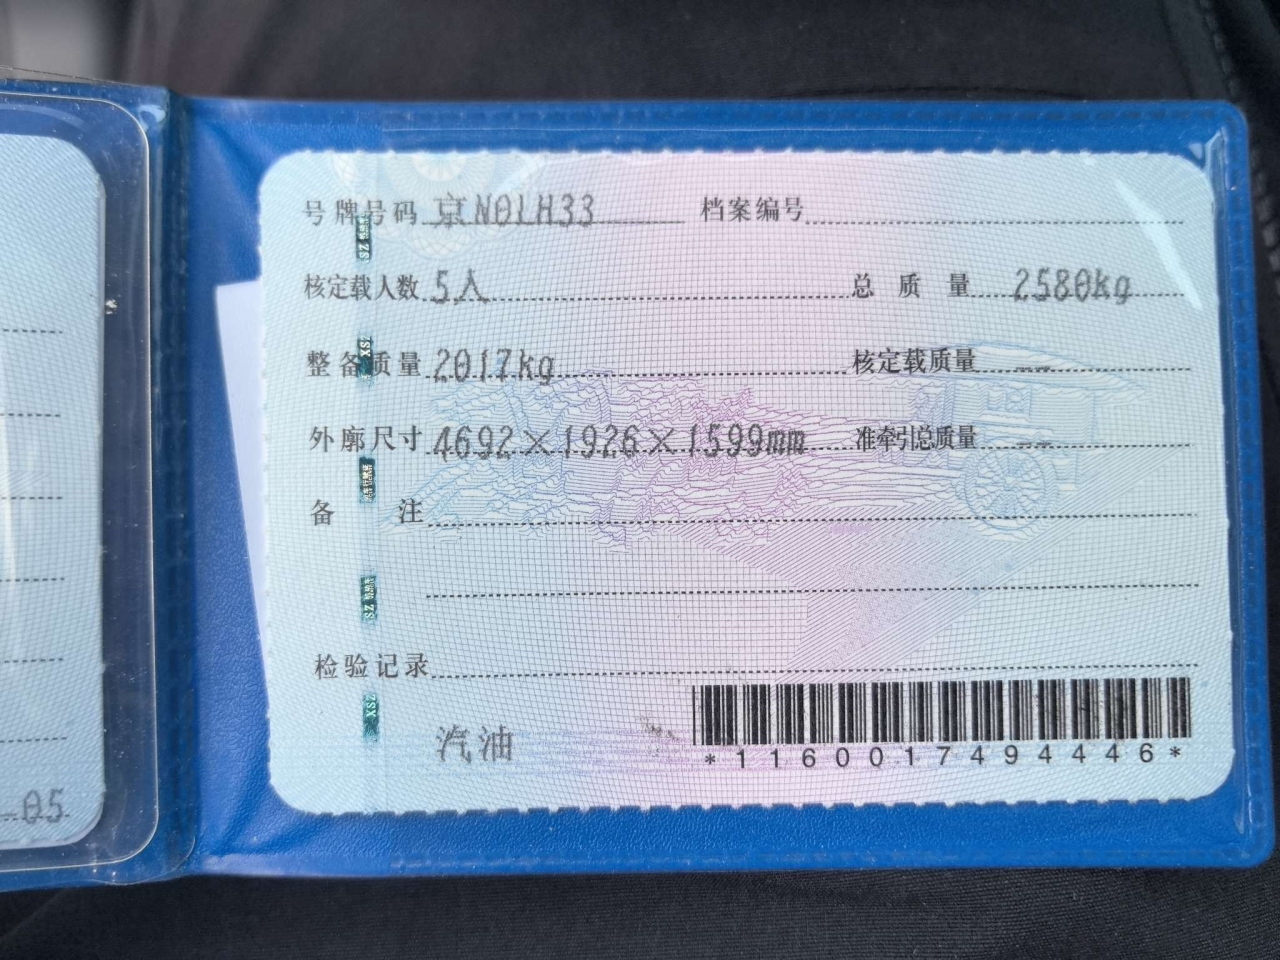 号牌号码 京N01H33 档案编号
核定载人数 5人 总质量 2580kg
整备质量 2017kg 核定载质量 --
外廓尺寸 4692×1926×1599mm 准牵引总质量 --
备注
检验记录
汽油
*1160017494446*
-05